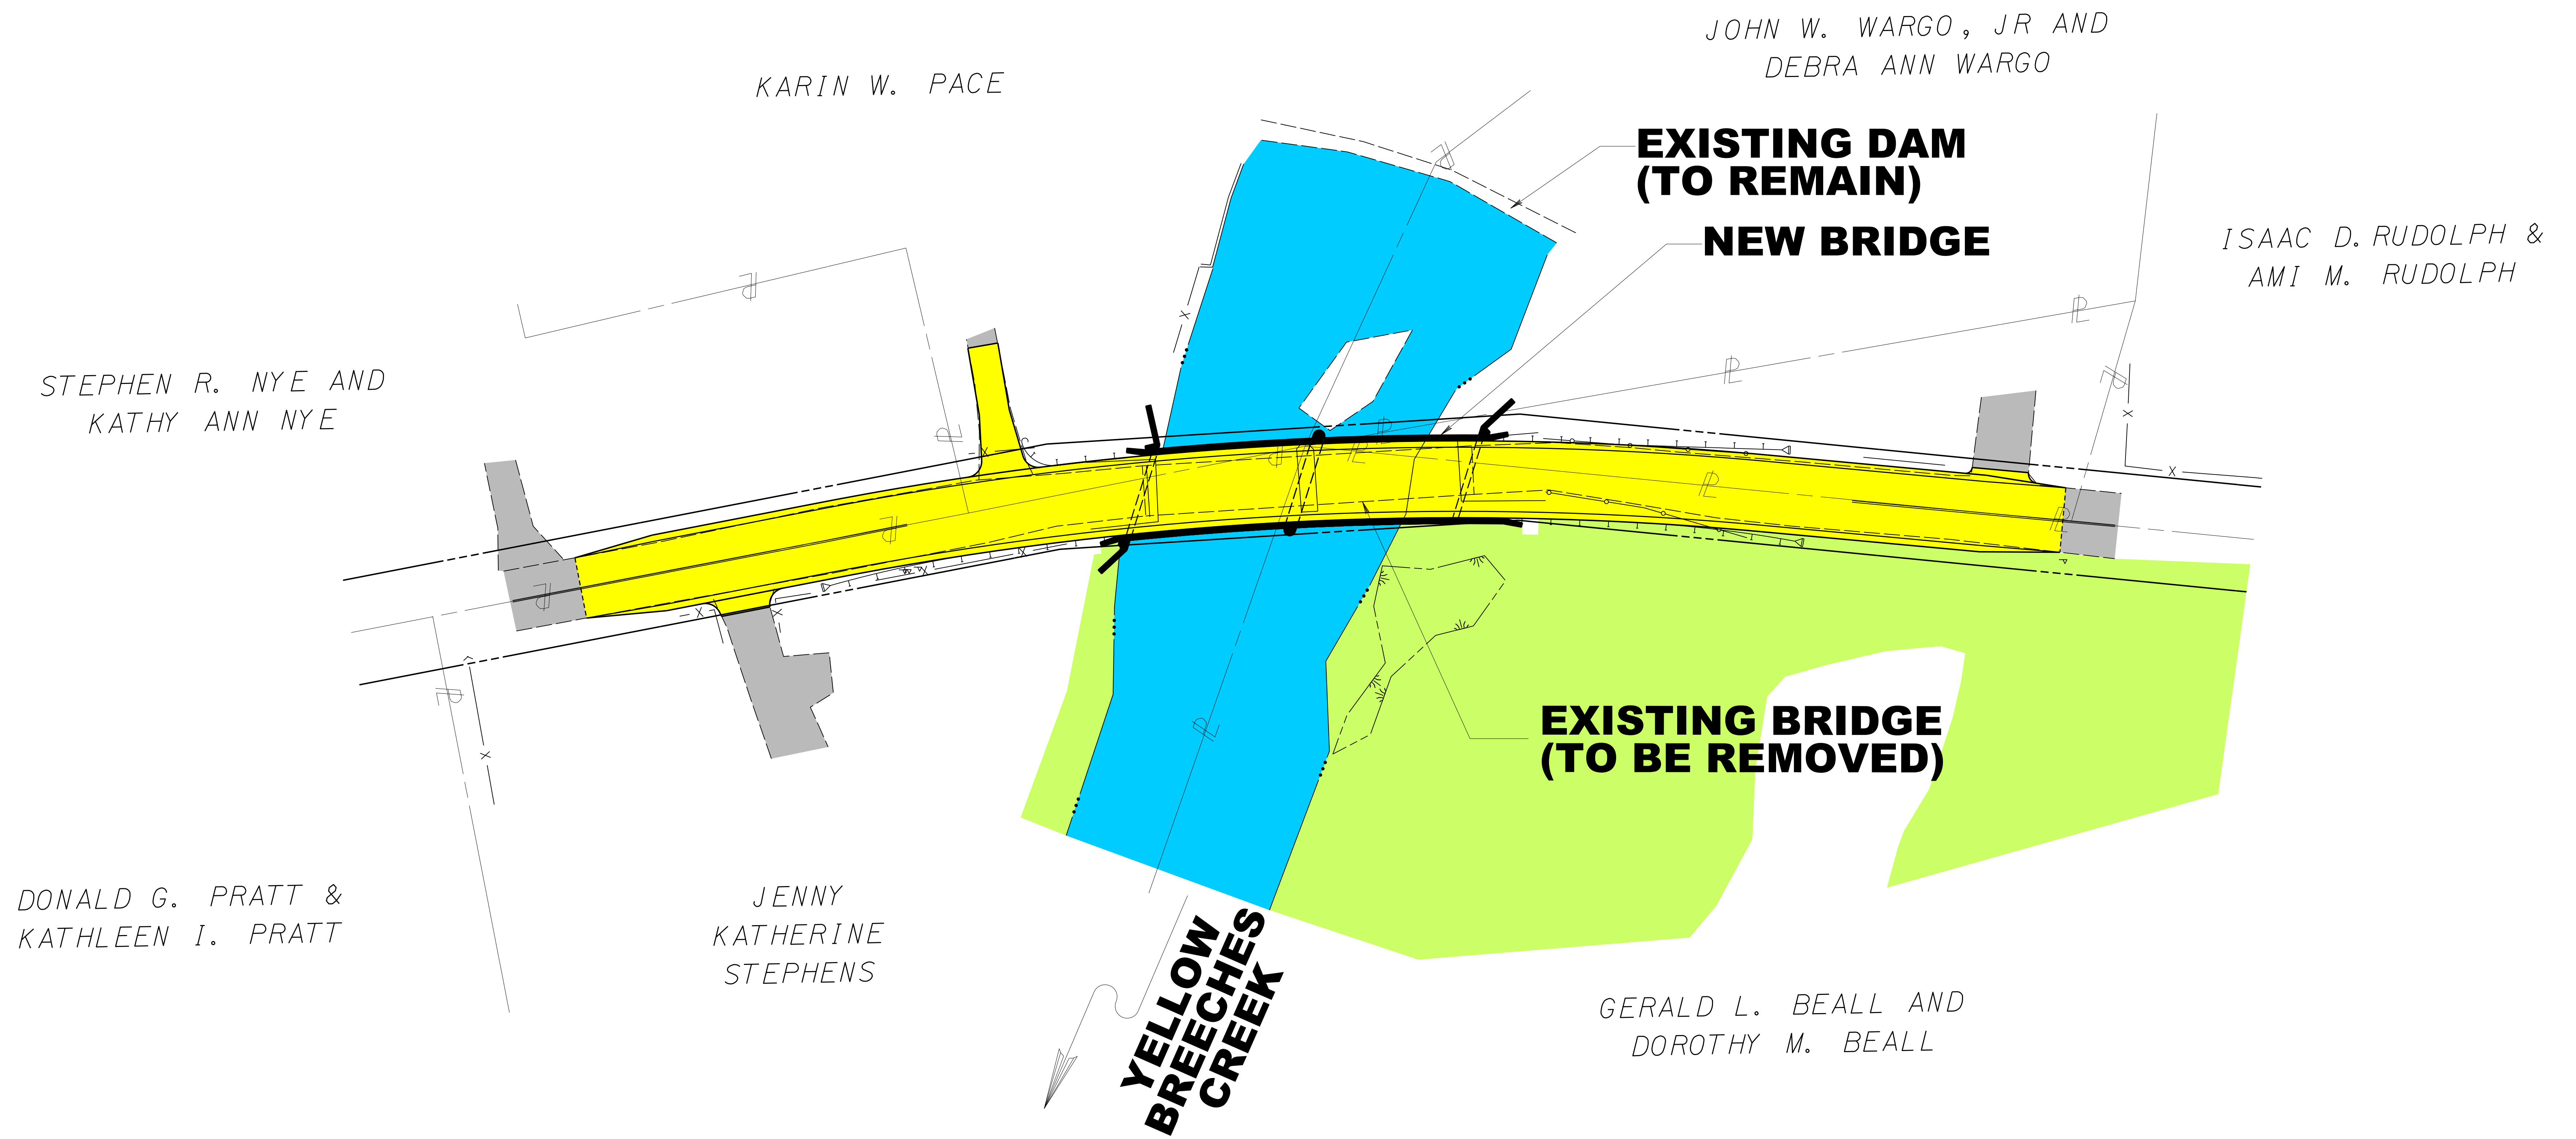 JOHN W. WARGO, JR AND
DEBRA ANN WARGO
KARIN W. PACE
EXISTING DAM
(TO REMAIN)
NEW BRIDGE
ISAAC D. RUDOLPH &
AMI M. RUDOLPH
STEPHEN R. NYE AND
KATHY ANN NYE
EXISTING BRIDGE
(TO BE REMOVED)
DONALD G. PRATT &
KATHLEEN I. PRATT
JENNY
KATHERINE
STEPHENS
YELLOW
BREECHES
CREEK
GERALD L. BEALL AND
DOROTHY M. BEALL